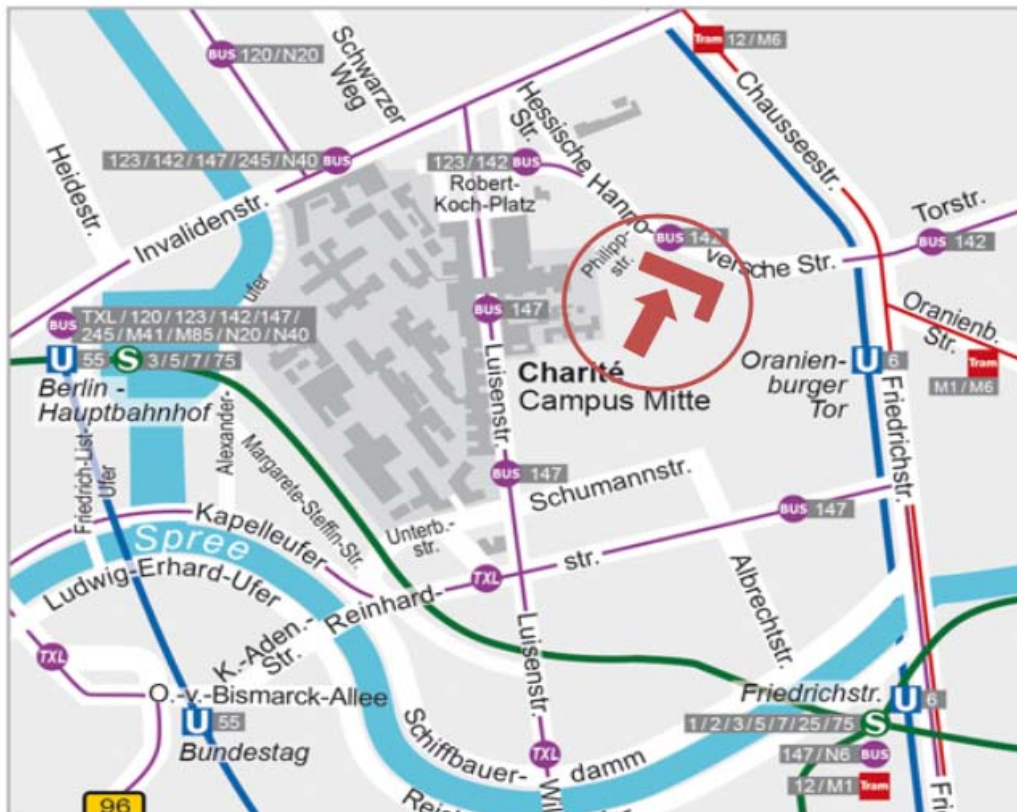 BUS 120 / N20
Schwarzer
Weg
Tram 12 / M6
Hessische
Str.
Chausseestr.
Heidestr.
123 / 142 / 147 / 245 / N40 BUS
123 / 142 BUS
Robert-
Koch-Platz
Invalidenstr.
Hanno-
versche Str.
BUS 142
Philipp-
str.
Torstr.
BUS 142
ufer
Alexander-
BUS TXL / 120 / 123 / 142 / 147 /
245 / M41 / M85 / N20 / N40
U 55 S 3 / 5 / 7 / 75
Berlin -
Hauptbahnhof
BUS 147
Luisenstr.
Charité
Campus Mitte
Oranien-
burger
Tor
U 6
Oranienb.
Str.
Tram
M1 / M6
Friedrichstr.
Friedrich-List-
Ufer
Margarete-Steffin-Str.
BUS 147
Schumannstr.
BUS 147
Kapelleufer
Unterb.-
str.
Spree
Ludwig-Erhard-Ufer
Reinhard-
str.
TXL
Albrechtstr.
Luisenstr.
K.-Aden.-
Str.
TXL
O.-v.-Bismarck-Allee
U 55
Bundestag
Friedrichstr.
U 6
1 / 2 / 3 / 5 / 7 / 25 / 75 S
147 / N6 BUS
12 / M1 Tram
Schiffbauer-
damm
TXL
96